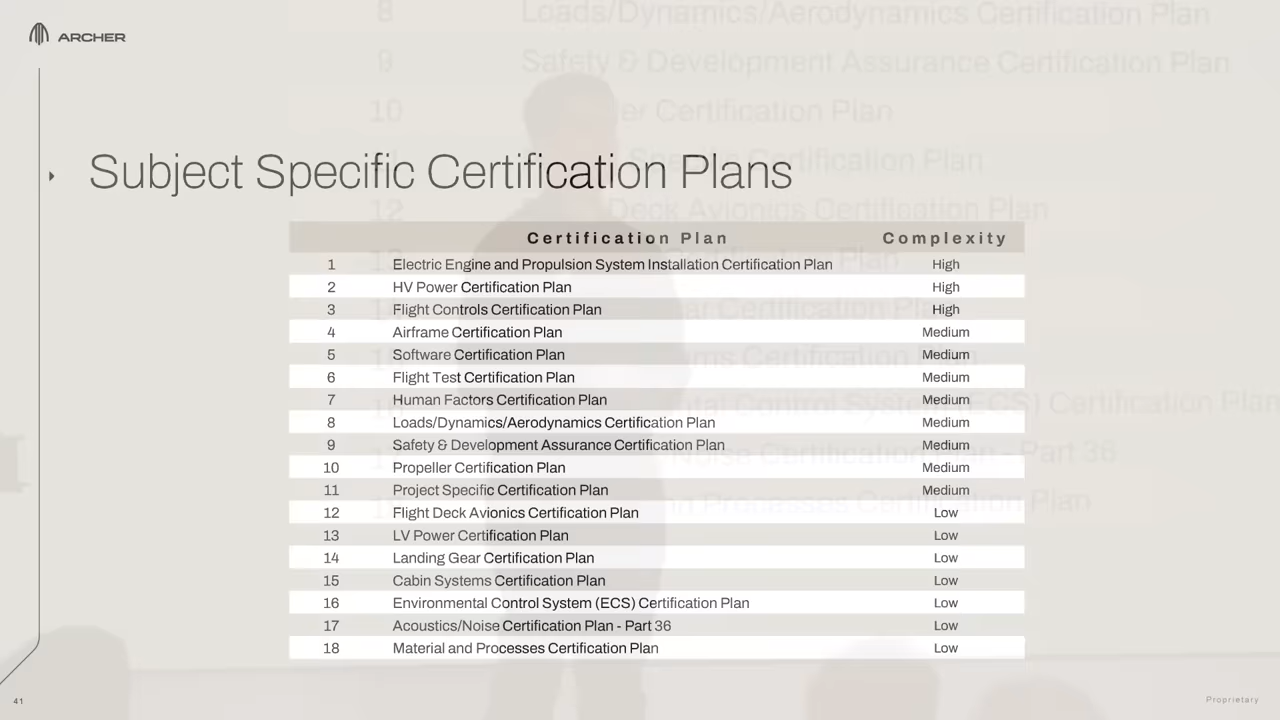 ARCHER
Subject Specific Certification Plans
Certification Plan Complexity
1 Electric Engine and Propulsion System Installation Certification Plan High
2 HV Power Certification Plan High
3 Flight Controls Certification Plan High
4 Airframe Certification Plan Medium
5 Software Certification Plan Medium
6 Flight Test Certification Plan Medium
7 Human Factors Certification Plan Medium
8 Loads/Dynamics/Aerodynamics Certification Plan Medium
9 Safety & Development Assurance Certification Plan Medium
10 Propeller Certification Plan Medium
11 Project Specific Certification Plan Medium
12 Flight Deck Avionics Certification Plan Low
13 LV Power Certification Plan Low
14 Landing Gear Certification Plan Low
15 Cabin Systems Certification Plan Low
16 Environmental Control System (ECS) Certification Plan Low
17 Acoustics/Noise Certification Plan - Part 36 Low
18 Material and Processes Certification Plan Low
41
Proprietary